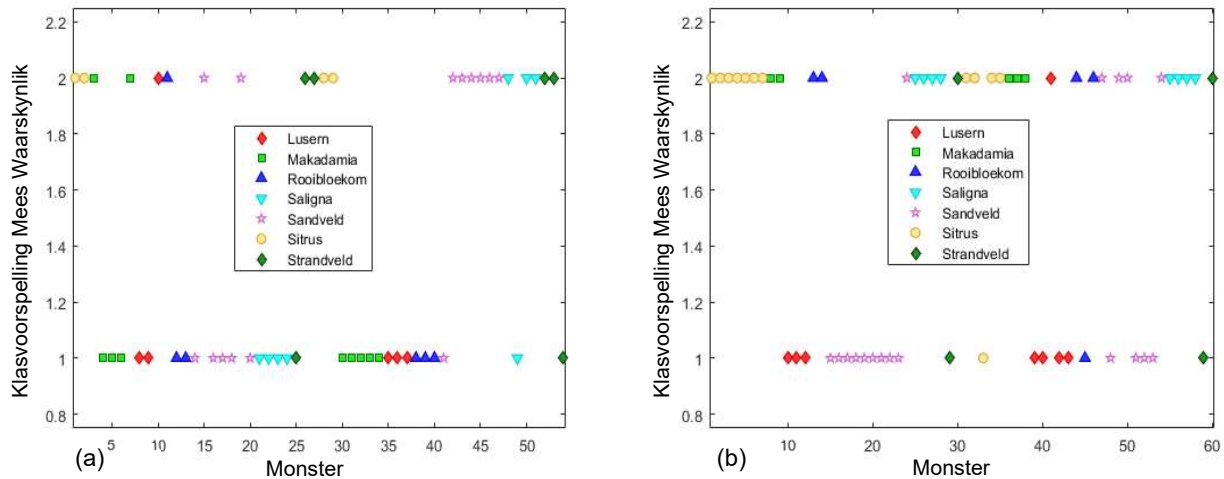 Klasvoorspelling Mees Waarskynlik
2.2
2
1.8
1.6
1.4
1.2
1
0.8
Lusern
Makadamia
Rooibloekom
Saligna
Sandveld
Sitrus
Strandveld
5 10 15 20 25 30 35 40 45 50
(a) Monster
Klasvoorspelling Mees Waarskynlik
2.2
2
1.8
1.6
1.4
1.2
1
0.8
Lusern
Makadamia
Rooibloekom
Saligna
Sandveld
Sitrus
Strandveld
10 20 30 40 50 60
(b) Monster